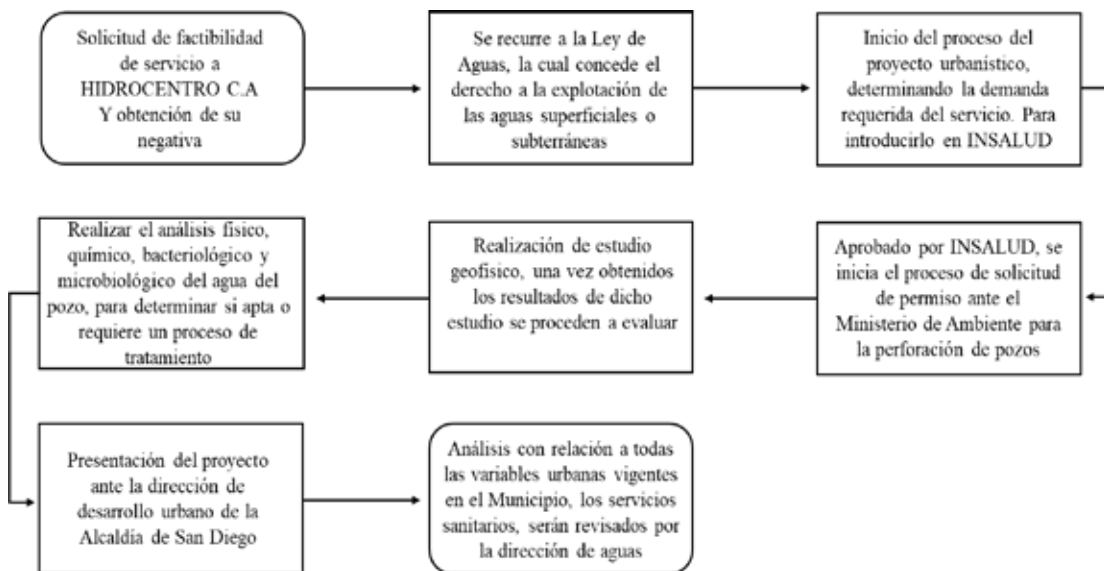 Solicitud de factibilidad
de servicio a
HIDROCENTRO C.A
Y obtención de su
negativa
Se recurre a la Ley de
Aguas, la cual concede el
derecho a la explotación de
las aguas superficiales o
subterráneas
Inicio del proceso del
proyecto urbanístico,
determinando la demanda
requerida del servicio. Para
introducirlo en INSALUD
Aprobado por INSALUD, se
inicia el proceso de solicitud
de permiso ante el
Ministerio de Ambiente para
la perforación de pozos
Realización de estudio
geofísico, una vez obtenidos
los resultados de dicho
estudio se proceden a evaluar
Realizar el análisis físico,
químico, bacteriológico y
microbiológico del agua del
pozo, para determinar si apta o
requiere un proceso de
tratamiento
Presentación del proyecto
ante la dirección de
desarrollo urbano de la
Alcaldía de San Diego
Análisis con relación a todas
las variables urbanas vigentes
en el Municipio, los servicios
sanitarios, serán revisados por
la dirección de aguas